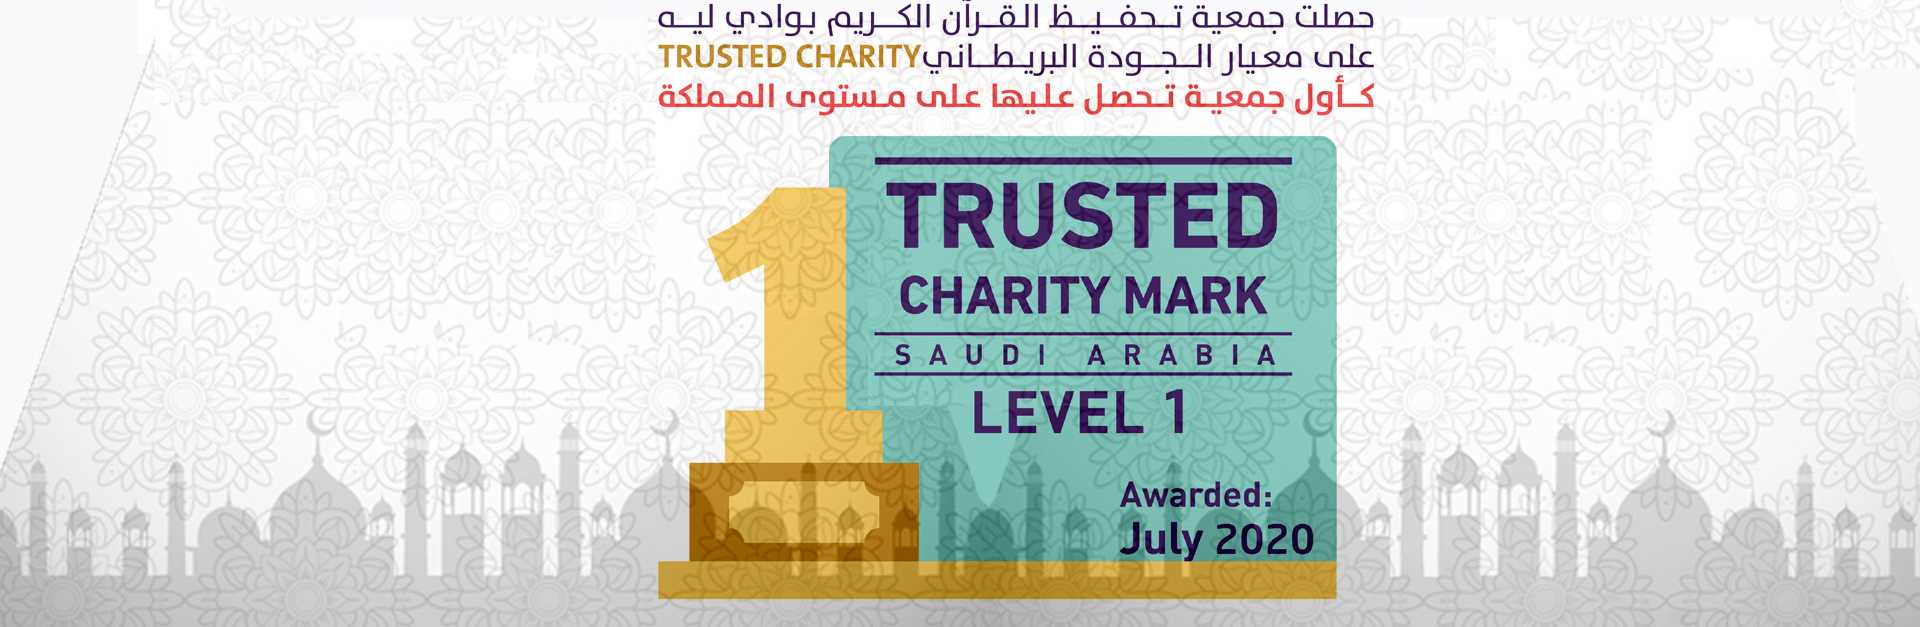 حصلت جمعية تحفيظ القرآن الكريم بوادي ليه
على معيار الجودة البريطاني TRUSTED CHARITY
كأول جمعية تحصل عليها على مستوى المملكة
TRUSTED
CHARITY MARK
SAUDI ARABIA
LEVEL 1
Awarded:
July 2020
1